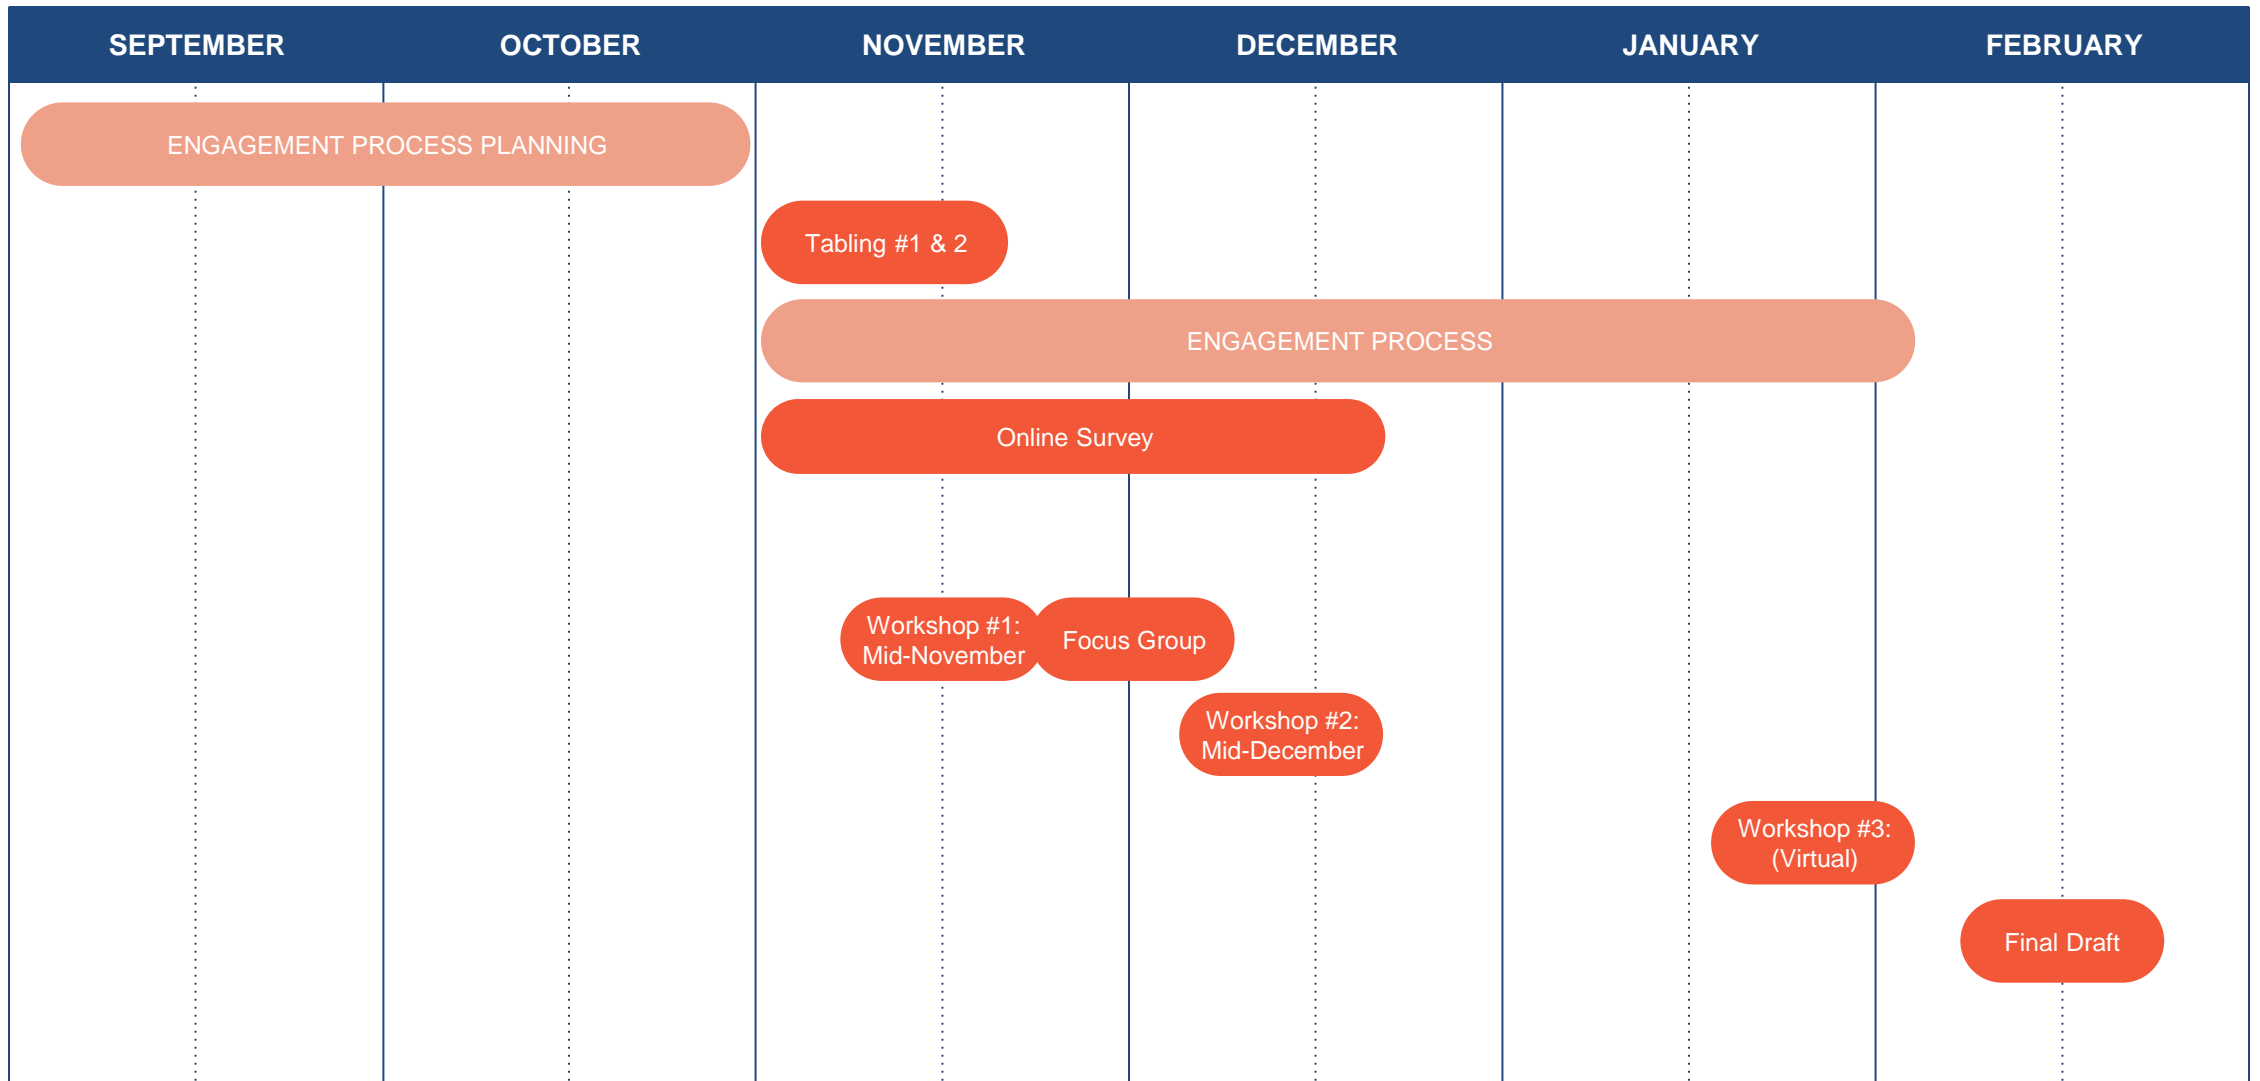 SEPTEMBER OCTOBER NOVEMBER DECEMBER JANUARY FEBRUARY
ENGAGEMENT PROCESS PLANNING
Tabling #1 & 2
ENGAGEMENT PROCESS
Online Survey
Workshop #1:
Mid-November
Focus Group
Workshop #2:
Mid-December
Workshop #3:
(Virtual)
Final Draft